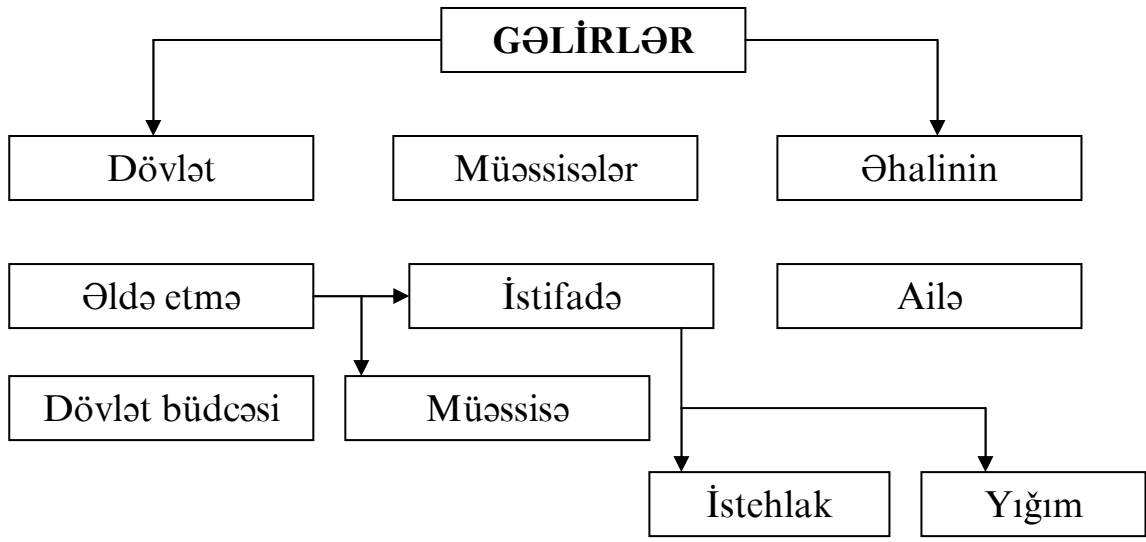 GƏLİRLƏR
Dövlət
Müəssisələr
Əhalinin
Əldə etmə
İstifadə
Ailə
Dövlət büdcəsi
Müəssisə
İstehlak
Yığım